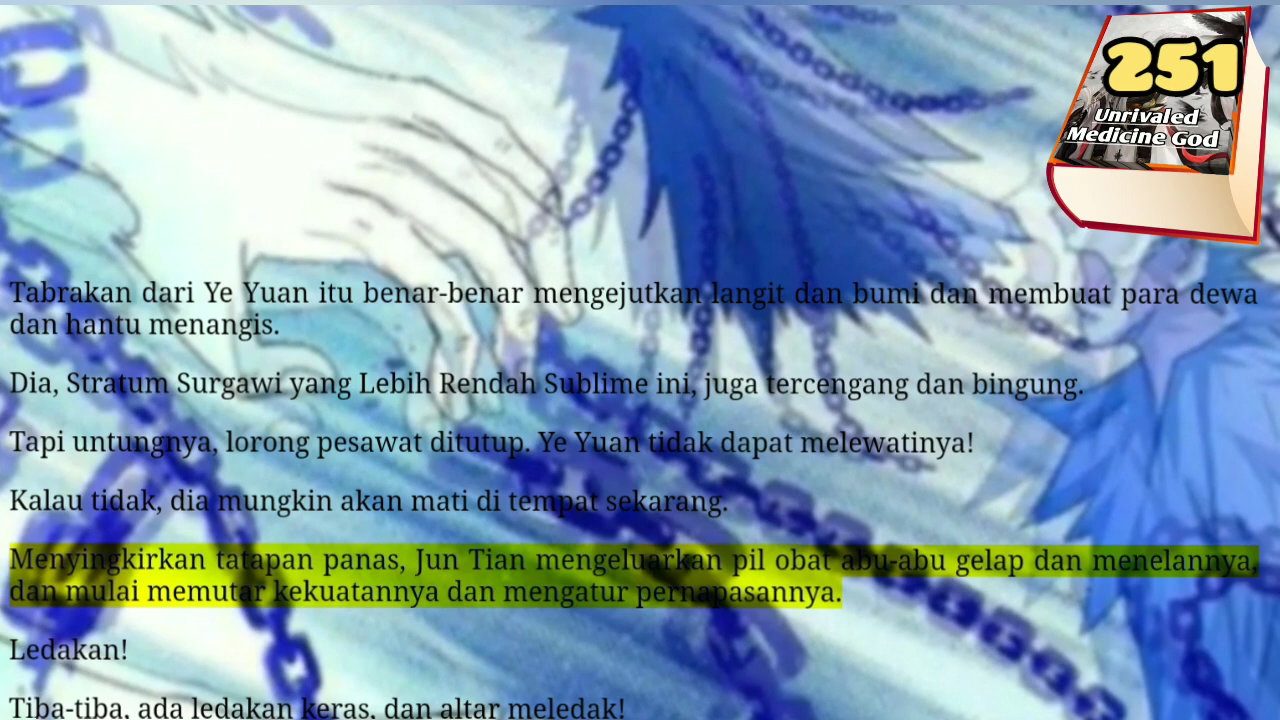 251
Unrivaled
Medicine God
Tabrakan dari Ye Yuan itu benar-benar mengejutkan langit dan bumi dan membuat para dewa
dan hantu menangis.
Dia, Stratum Surgawi yang Lebih Rendah Sublime ini, juga tercengang dan bingung.
Tapi untungnya, lorong pesawat ditutup. Ye Yuan tidak dapat melewatinya!
Kalau tidak, dia mungkin akan mati di tempat sekarang.
Menyingkirkan tatapan panas, Jun Tian mengeluarkan pil obat abu-abu gelap dan menelannya,
dan mulai memutar kekuatannya dan mengatur pernapasannya.
Ledakan!
Tiba-tiba, ada ledakan keras, dan altar meledak!